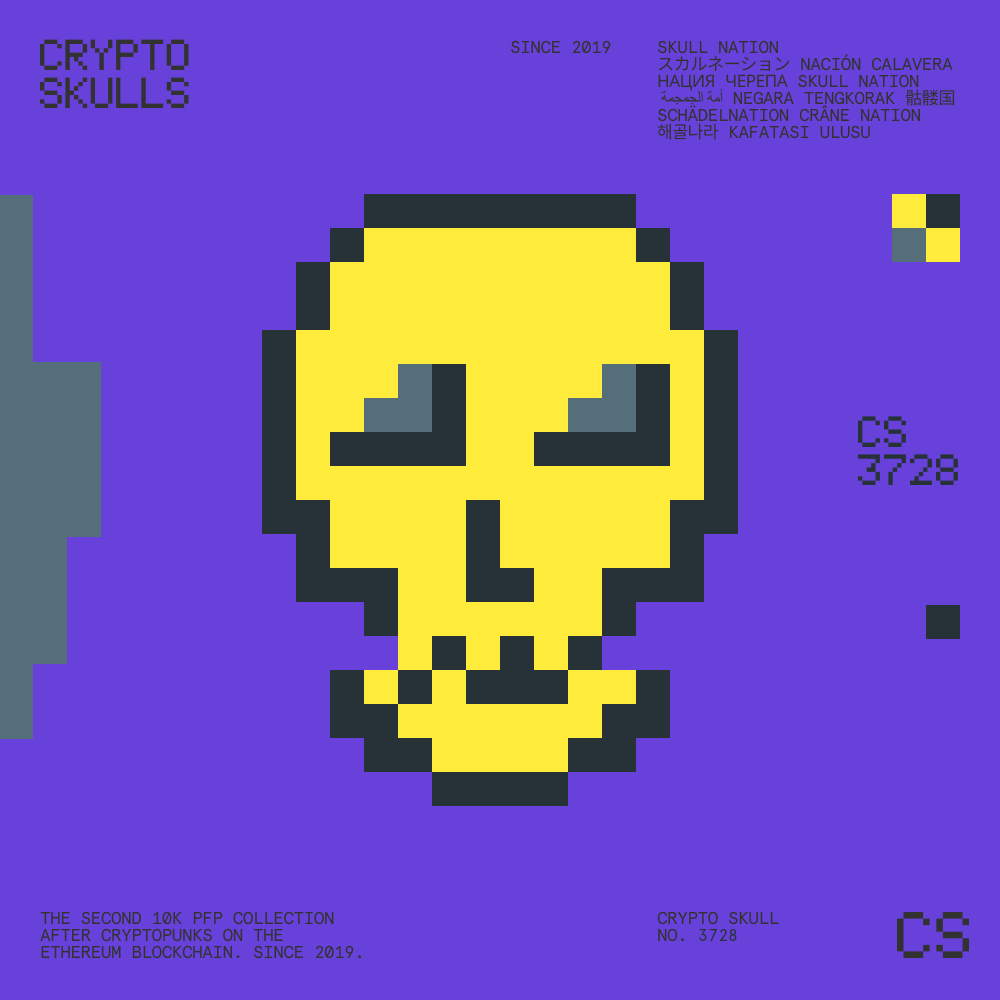 CRYPTO
SKULLS
SINCE 2019
SKULL NATION
スカルネーション NACIÓN CALAVERA
НАЦИЯ ЧЕРЕПА SKULL NATION
أمة الجمجمة NEGARA TENGKORAK 骷髅国
SCHÄDELNATION CRÂNE NATION
해골나라 KAFATASI ULUSU
CS
3728
THE SECOND 10K PFP COLLECTION
AFTER CRYPTOPUNKS ON THE
ETHEREUM BLOCKCHAIN. SINCE 2019.
CRYPTO SKULL
NO. 3728
CS